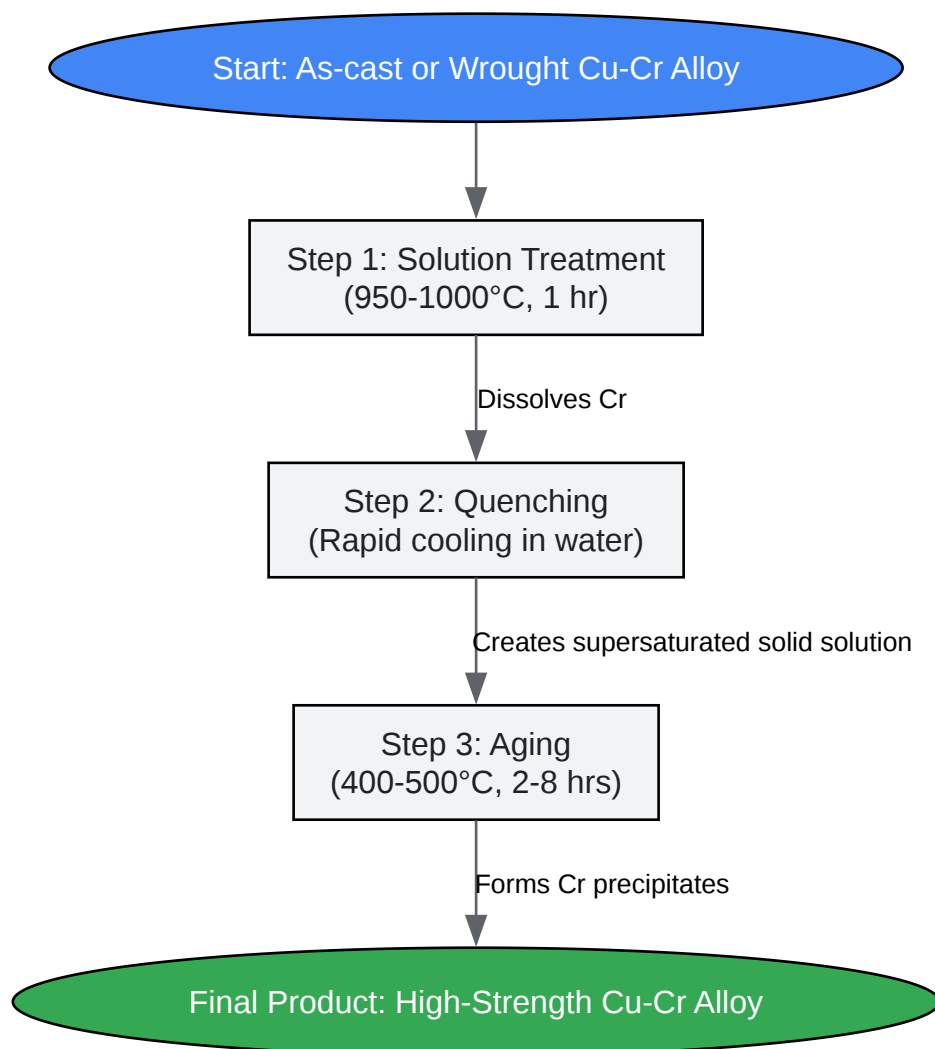 Start: As-cast or Wrought Cu-Cr Alloy
Step 1: Solution Treatment
(950-1000°C, 1 hr)
Dissolves Cr
Step 2: Quenching
(Rapid cooling in water)
Creates supersaturated solid solution
Step 3: Aging
(400-500°C, 2-8 hrs)
Forms Cr precipitates
Final Product: High-Strength Cu-Cr Alloy